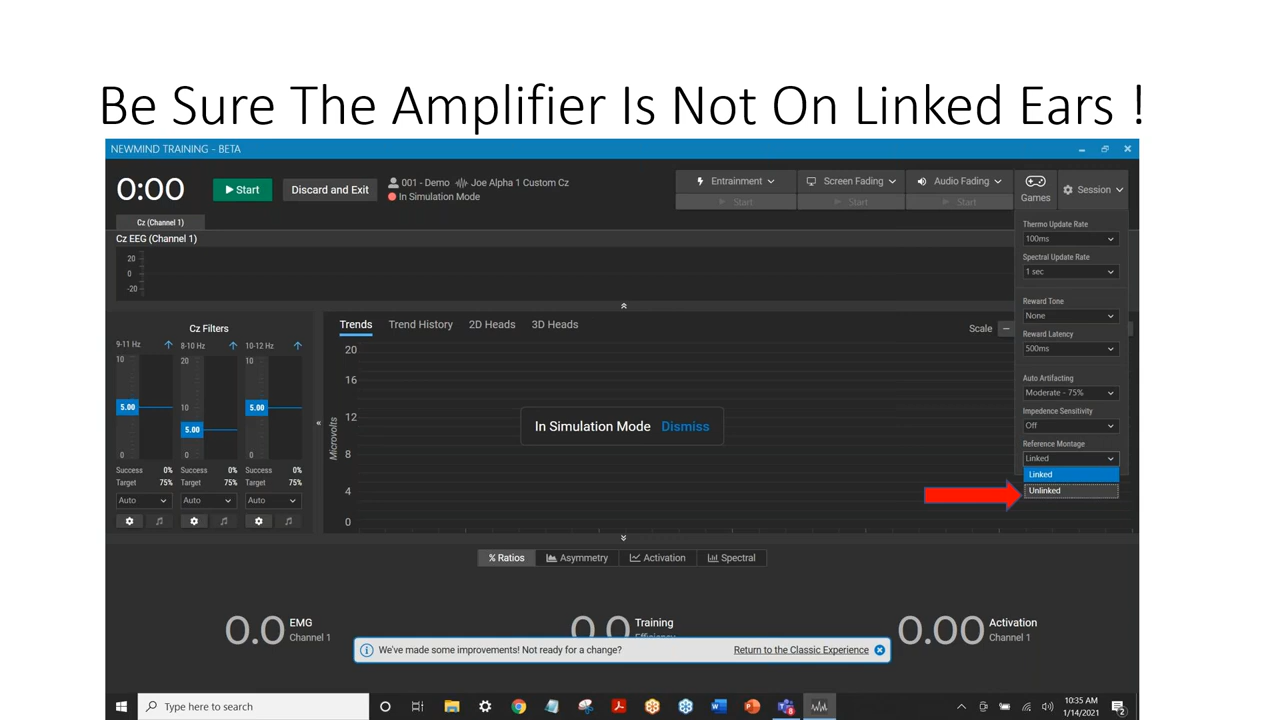 Be Sure The Amplifier Is Not On Linked Ears !
NEWMIND TRAINING - BETA
0:00
Start
Discard and Exit
001 - Demo
Joe Alpha 1 Custom Cz
In Simulation Mode
Entrainment
Start
Screen Fading
Start
Audio Fading
Start
Games
Session
Cz (Channel 1)
Cz EEG (Channel 1)
20
0
-20
Thermo Update Rate
100ms
Spectral Update Rate
1 sec
Reward Tone
None
Reward Latency
500ms
Auto Artifacting
Moderate - 75%
Impedence Sensitivity
Off
Reference Montage
Linked
Linked
Unlinked
Cz Filters
9-11 Hz
10
5.00
0
Success 0%
Target 75%
Auto
8-10 Hz
20
10
5.00
0
Success 0%
Target 75%
Auto
10-12 Hz
10
5.00
0
Success 0%
Target 75%
Auto
Trends
Trend History
2D Heads
3D Heads
Scale
Microvolts
20
16
12
8
4
0
In Simulation Mode Dismiss
% Ratios
Asymmetry
Activation
Spectral
0.0
EMG
Channel 1
0.0
Training
Efficiency
0.00
Activation
Channel 1
We've made some improvements! Not ready for a change?
Return to the Classic Experience
Type here to search
10:35 AM
1/14/2021
2